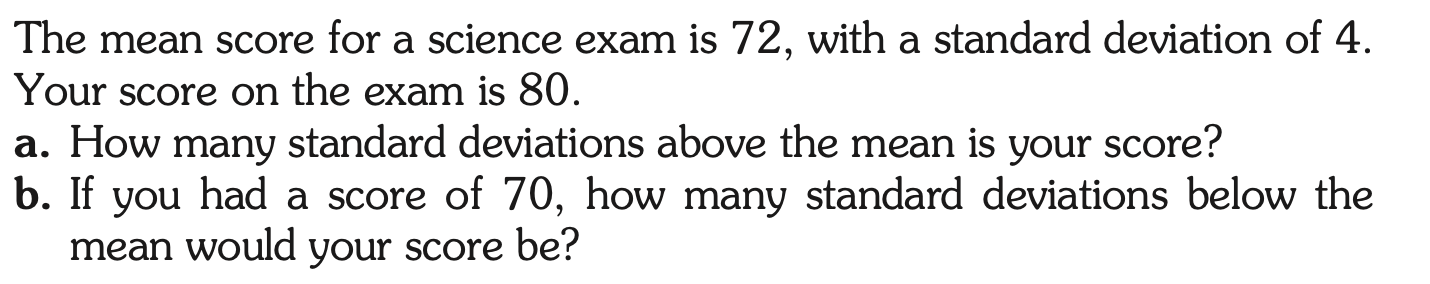 The mean score for a science exam is 72, with a standard deviation of 4.
Your score on the exam is 80.
a. How many standard deviations above the mean is your score?
b. If you had a score of 70, how many standard deviations below the
mean would your score be?